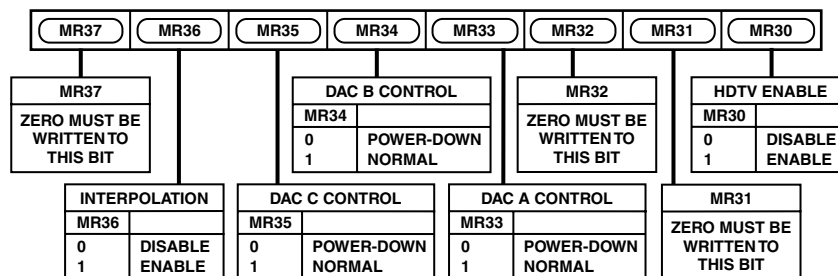 MR37 MR36 MR35 MR34 MR33 MR32 MR31 MR30
MR37
ZERO MUST BE
WRITTEN TO
THIS BIT
DAC B CONTROL
MR34
0 POWER-DOWN
1 NORMAL
MR32
ZERO MUST BE
WRITTEN TO
THIS BIT
HDTV ENABLE
MR30
0 DISABLE
1 ENABLE
INTERPOLATION
MR36
0 DISABLE
1 ENABLE
DAC C CONTROL
MR35
0 POWER-DOWN
1 NORMAL
DAC A CONTROL
MR33
0 POWER-DOWN
1 NORMAL
MR31
ZERO MUST BE
WRITTEN TO
THIS BIT